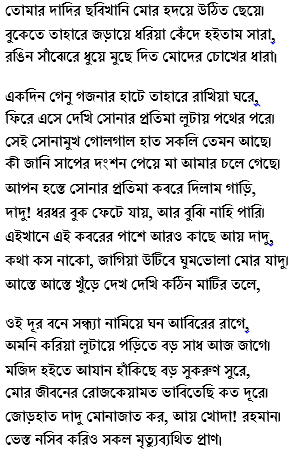 তোমার দাদির ছবিখানি মোর হৃদয়ে উঠিত ছেয়ে।
বুকেতে তাহারে জড়ায়ে ধরিয়া কেঁদে হইতাম সারা,
রঙিন সাঁঝেরে ধুয়ে মুছে দিত মোদের চোখের ধারা।
একদিন গেনু গজনার হাটে তাহারে রাখিয়া ঘরে,
ফিরে এসে দেখি সোনার প্রতিমা লুটায় পথের পরে।
সেই সোনামুখ গোলগাল হাত সকলি তেমন আছে।
কী জানি সাপের দংশন পেয়ে মা আমার চলে গেছে।
আপন হস্তে সোনার প্রতিমা কবরে দিলাম গাড়ি,
দাদু! ধরধর বুক ফেটে যায়, আর বুঝি নাহি পারি।
এইখানে এই কবরের পাশে আরও কাছে আয় দাদু,
কথা কস নাকো, জাগিয়া উটিবে ঘুমভোলা মোর যাদু।
আস্তে আস্তে খুঁড়ে দেখ দেখি কঠিন মাটির তলে,
ওই দূর বনে সন্ধ্যা নামিয়ে ঘন আবিরের রাগে,
অমনি করিয়া লুটায়ে পড়িতে বড় সাধ আজ জাগে।
মজিদ হইতে আযান হাঁকিছে বড় সুকরুণ সুরে,
মোর জীবনের রোজকেয়ামত ভাবিতেছি কত দূরে।
জোড়হাত দাদু মোনাজাত কর, আয় খোদা! রহমান।
ভেস্ত নসিব করিও সকল মৃত্যুব্যথিত প্রাণ।